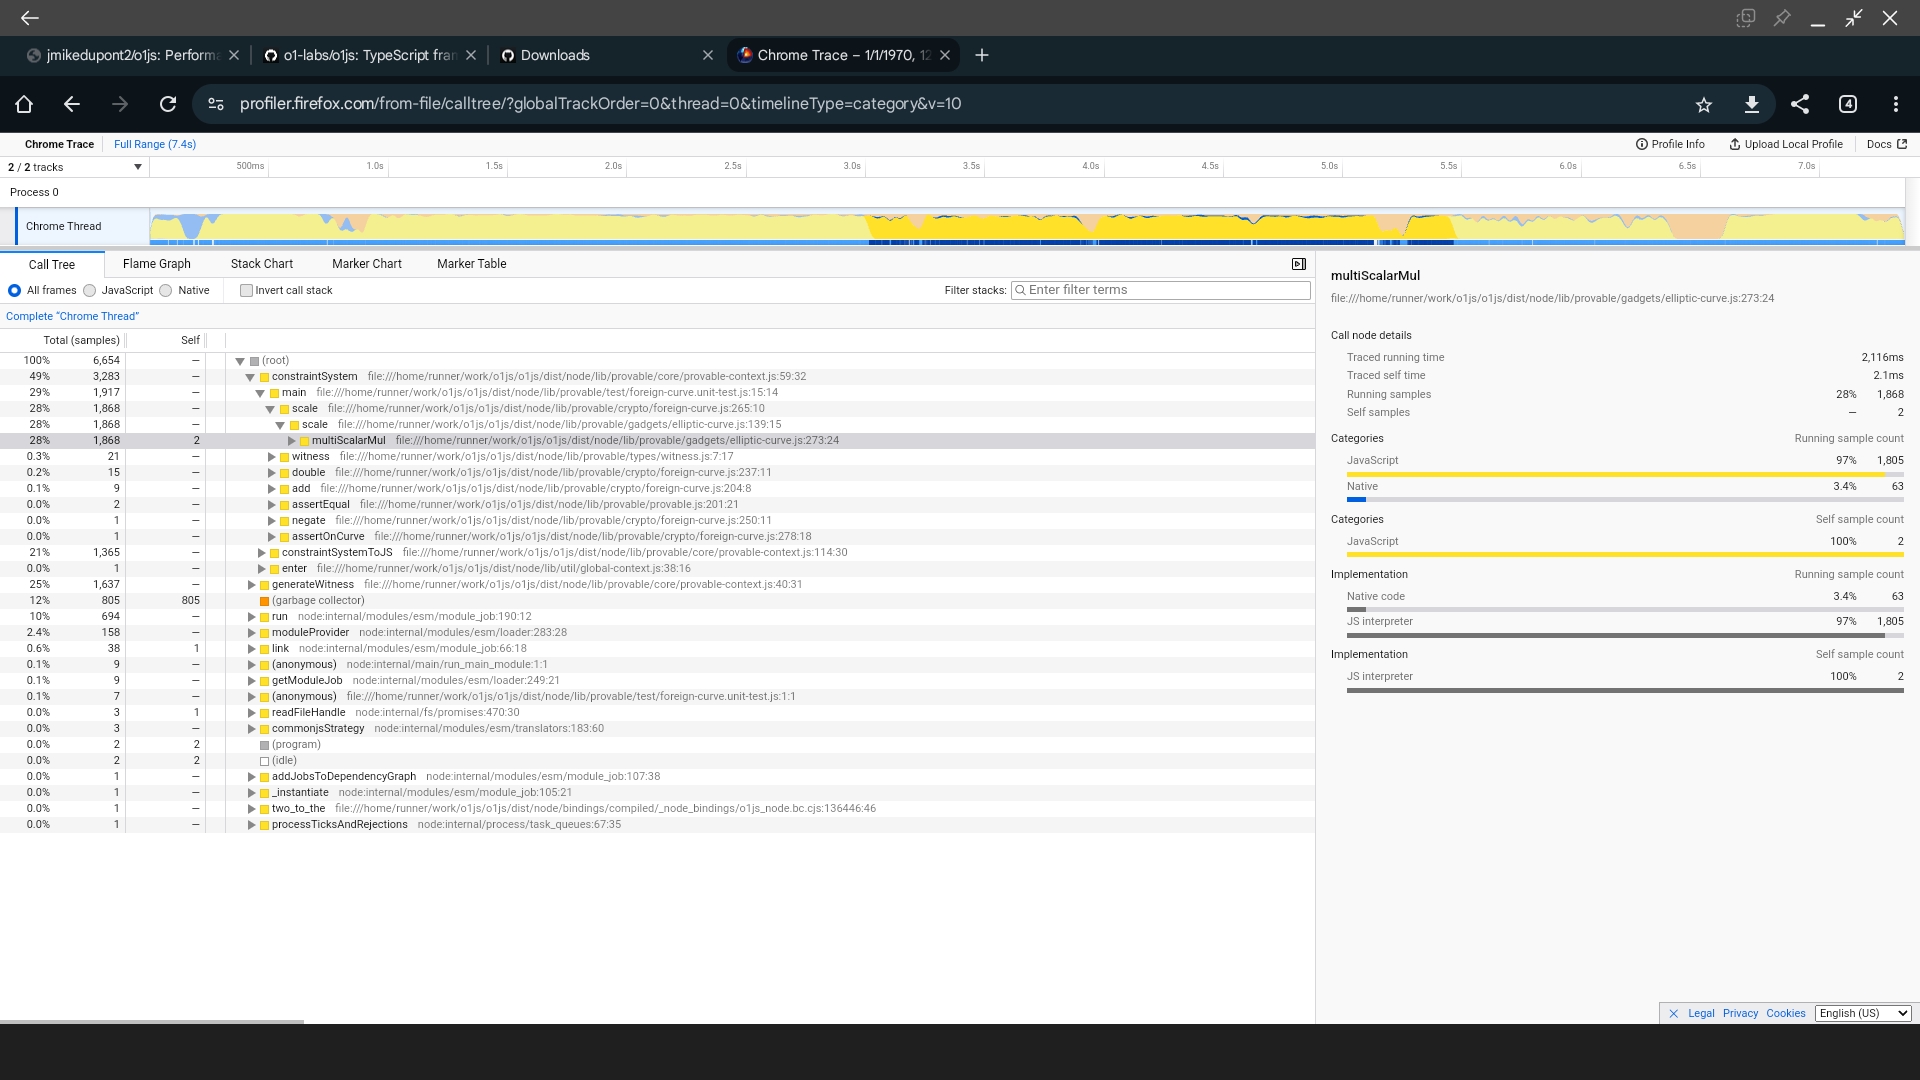 jmikedupont2/o1js: Performa
o1-labs/o1js: TypeScript fran
Downloads
Chrome Trace – 1/1/1970, 12
profiler.firefox.com/from-file/calltree/?globalTrackOrder=0&thread=0&timelineType=category&v=10
4
Chrome Trace Full Range (7.4s) Profile Info Upload Local Profile Docs
2 / 2 tracks 500ms 1.0s 1.5s 2.0s 2.5s 3.0s 3.5s 4.0s 4.5s 5.0s 5.5s 6.0s 6.5s 7.0s
Process 0
Chrome Thread
Call Tree Flame Graph Stack Chart Marker Chart Marker Table
All frames JavaScript Native Invert call stack Filter stacks: Enter filter terms
Complete “Chrome Thread”
Total (samples) Self
100% 6,654 — (root)
49% 3,283 — constraintSystem file:///home/runner/work/o1js/o1js/dist/node/lib/provable/core/provable-context.js:59:32
29% 1,917 — main file:///home/runner/work/o1js/o1js/dist/node/lib/provable/test/foreign-curve.unit-test.js:15:14
28% 1,868 — scale file:///home/runner/work/o1js/o1js/dist/node/lib/provable/crypto/foreign-curve.js:265:10
28% 1,868 — scale file:///home/runner/work/o1js/o1js/dist/node/lib/provable/gadgets/elliptic-curve.js:139:15
28% 1,868 2 multiScalarMul file:///home/runner/work/o1js/o1js/dist/node/lib/provable/gadgets/elliptic-curve.js:273:24
0.3% 21 — witness file:///home/runner/work/o1js/o1js/dist/node/lib/provable/types/witness.js:7:17
0.2% 15 — double file:///home/runner/work/o1js/o1js/dist/node/lib/provable/crypto/foreign-curve.js:237:11
0.1% 9 — add file:///home/runner/work/o1js/o1js/dist/node/lib/provable/crypto/foreign-curve.js:204:8
0.0% 2 — assertEqual file:///home/runner/work/o1js/o1js/dist/node/lib/provable/provable.js:201:21
0.0% 1 — negate file:///home/runner/work/o1js/o1js/dist/node/lib/provable/crypto/foreign-curve.js:250:11
0.0% 1 — assertOnCurve file:///home/runner/work/o1js/o1js/dist/node/lib/provable/crypto/foreign-curve.js:278:18
21% 1,365 — constraintSystemToJS file:///home/runner/work/o1js/o1js/dist/node/lib/provable/core/provable-context.js:114:30
0.0% 1 — enter file:///home/runner/work/o1js/o1js/dist/node/lib/util/global-context.js:38:16
25% 1,637 — generateWitness file:///home/runner/work/o1js/o1js/dist/node/lib/provable/core/provable-context.js:40:31
12% 805 805 (garbage collector)
10% 694 — run node:internal/modules/esm/module_job:190:12
2.4% 158 — moduleProvider node:internal/modules/esm/loader:283:28
0.6% 38 1 link node:internal/modules/esm/module_job:66:18
0.1% 9 — (anonymous) node:internal/main/run_main_module:1:1
0.1% 9 — getModuleJob node:internal/modules/esm/loader:249:21
0.1% 7 — (anonymous) file:///home/runner/work/o1js/o1js/dist/node/lib/provable/test/foreign-curve.unit-test.js:1:1
0.0% 3 1 readFileHandle node:internal/fs/promises:470:30
0.0% 3 — commonjsStrategy node:internal/modules/esm/translators:183:60
0.0% 2 2 (program)
0.0% 2 2 (idle)
0.0% 1 — addJobsToDependencyGraph node:internal/modules/esm/module_job:107:38
0.0% 1 — _instantiate node:internal/modules/esm/module_job:105:21
0.0% 1 — two_to_the file:///home/runner/work/o1js/o1js/dist/node/bindings/compiled/_node_bindings/o1js_node.bc.cjs:136446:46
0.0% 1 — processTicksAndRejections node:internal/process/task_queues:67:35
multiScalarMul
file:///home/runner/work/o1js/o1js/dist/node/lib/provable/gadgets/elliptic-curve.js:273:24
Call node details
Traced running time 2,116ms
Traced self time 2.1ms
Running samples 28% 1,868
Self samples — 2
Categories Running sample count
JavaScript 97% 1,805
Native 3.4% 63
Categories Self sample count
JavaScript 100% 2
Implementation Running sample count
Native code 3.4% 63
JS interpreter 97% 1,805
Implementation Self sample count
JS interpreter 100% 2
Legal Privacy Cookies English (US)